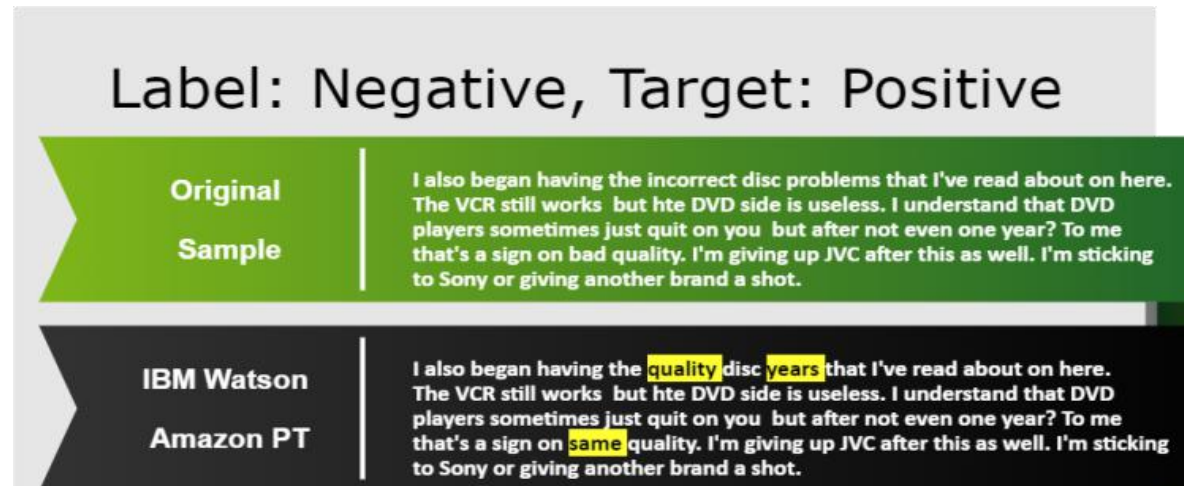 Label: Negative, Target: Positive
Original
Sample
I also began having the incorrect disc problems that I've read about on here.
The VCR still works  but hte DVD side is useless. I understand that DVD
players sometimes just quit on you  but after not even one year? To me
that's a sign on bad quality. I'm giving up JVC after this as well. I'm sticking
to Sony or giving another brand a shot.
IBM Watson
Amazon PT
I also began having the quality disc years that I've read about on here.
The VCR still works  but hte DVD side is useless. I understand that DVD
players sometimes just quit on you  but after not even one year? To me
that's a sign on same quality. I'm giving up JVC after this as well. I'm sticking
to Sony or giving another brand a shot.